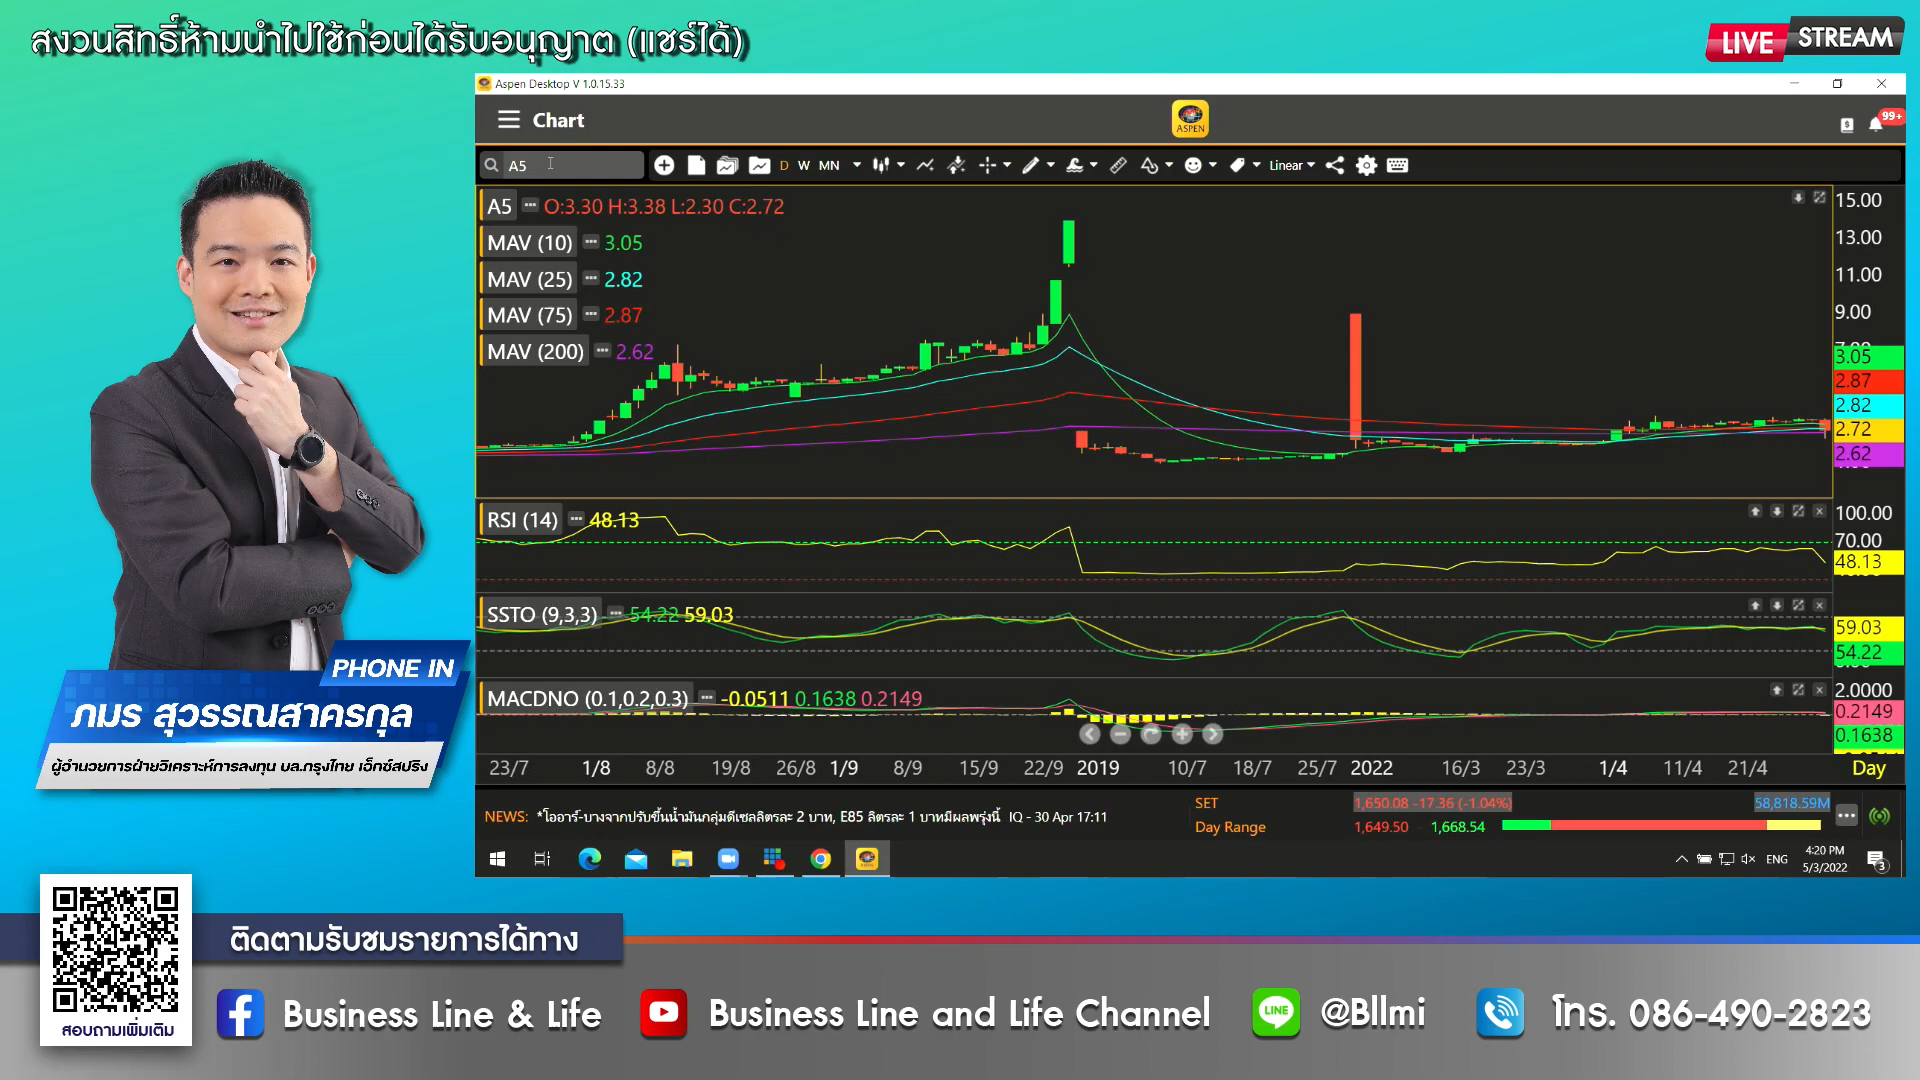 สงวนสิทธิ์ห้ามนำไปใช้ก่อนได้รับอนุญาต (แชร์ได้)
LIVE STREAM
Aspen Desktop V 1.0.15.33
Chart
ASPEN
99+
A5
D W MN
Linear
A5 O:3.30 H:3.38 L:2.30 C:2.72
MAV (10) 3.05
MAV (25) 2.82
MAV (75) 2.87
MAV (200) 2.62
15.00
13.00
11.00
9.00
3.05
2.87
2.82
2.72
2.62
RSI (14) 48.13
100.00
70.00
48.13
SSTO (9,3,3) 54.22 59.03
59.03
54.22
MACDNO (0.1,0.2,0.3) -0.0511 0.1638 0.2149
2.0000
0.2149
0.1638
23/7 1/8 8/8 19/8 26/8 1/9 8/9 15/9 22/9 2019 10/7 18/7 25/7 2022 16/3 23/3 1/4 11/4 21/4 Day
NEWS: *โออาร์-บางจากปรับขึ้นน้ำมันกลุ่มดีเซลลิตรละ 2 บาท, E85 ลิตรละ 1 บาทมีผลพรุ่งนี้ IQ - 30 Apr 17:11
SET 1,650.08 -17.36 (-1.04%) 58,818.59M
Day Range 1,649.50 - 1,668.54
ENG
4:20 PM
5/3/2022
3
PHONE IN
ภมร สุวรรณสาครกุล
ผู้อำนวยการฝ่ายวิเคราะห์การลงทุน บล.กรุงไทย เอ็กซ์สปริง
สอบถามเพิ่มเติม
ติดตามรับชมรายการได้ทาง
Business Line & Life
Business Line and Life Channel
LINE
@Bllmi
โทร. 086-490-2823